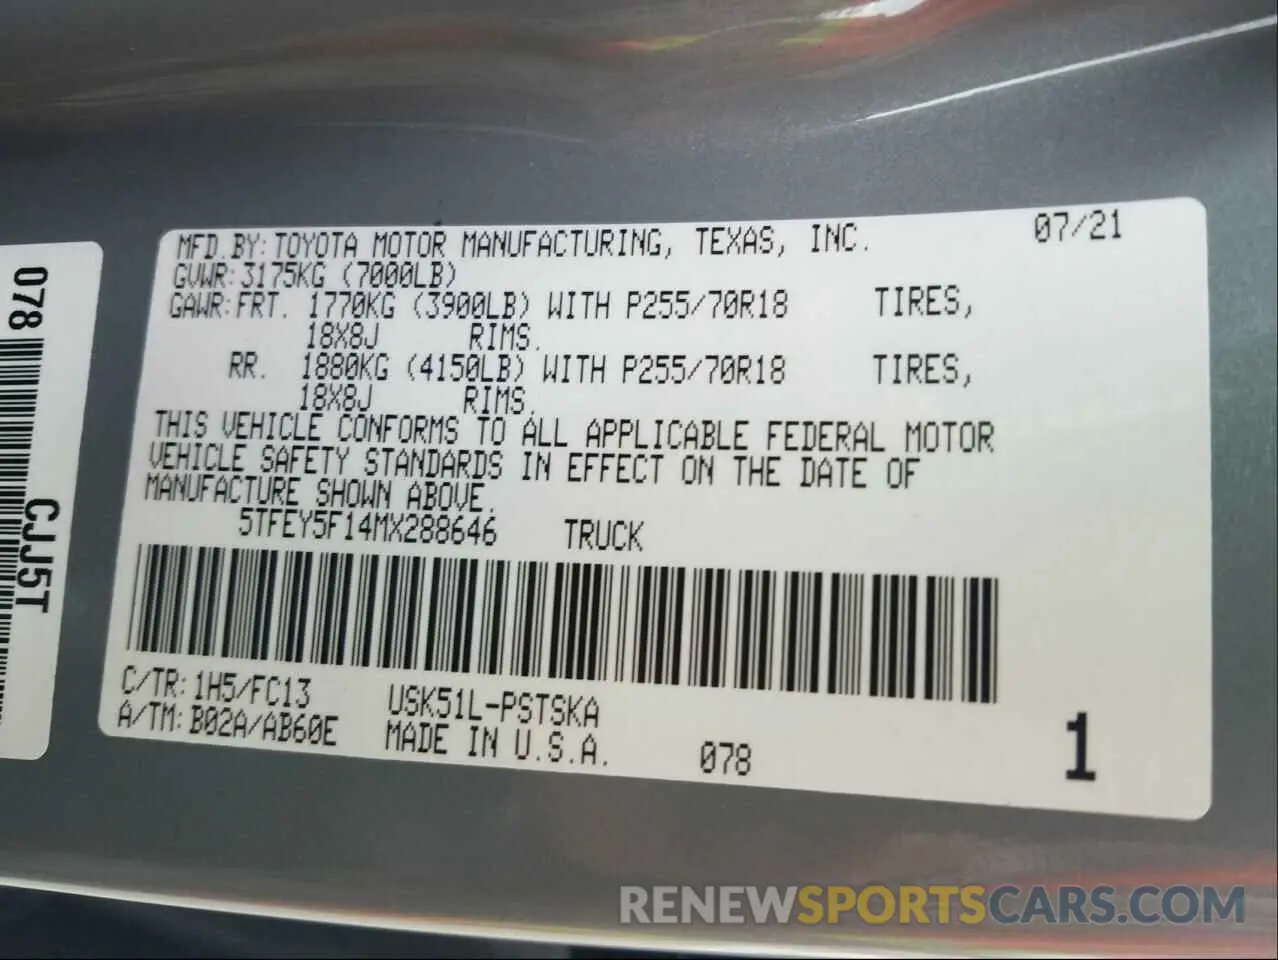 MFD.BY: TOYOTA MOTOR MANUFACTURING, TEXAS, INC. 07/21
GVWR: 3175KG (7000LB)
GAWR: FRT. 1770KG (3900LB) WITH P255/70R18 TIRES,
18X8J RIMS.
RR. 1880KG (4150LB) WITH P255/70R18 TIRES,
18X8J RIMS.
THIS VEHICLE CONFORMS TO ALL APPLICABLE FEDERAL MOTOR
VEHICLE SAFETY STANDARDS IN EFFECT ON THE DATE OF
MANUFACTURE SHOWN ABOVE.
5TFEY5F14MX288646 TRUCK
C/TR: 1H5/FC13 USK51L-PSTSKA
A/TM: B02A/AB60E MADE IN U.S.A. 078 1
078
CJJ5T
RENEWSPORTSCARS.COM